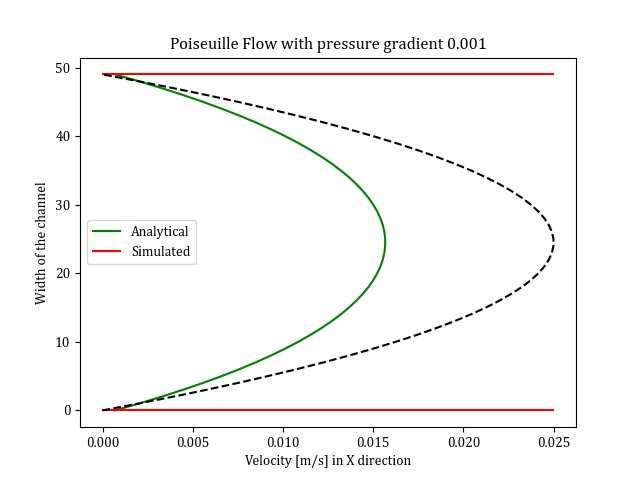 Poiseuille Flow with pressure gradient 0.001
50
40
30
20
10
0
Width of the channel
Analytical
Simulated
0.000 0.005 0.010 0.015 0.020 0.025
Velocity [m/s] in X direction